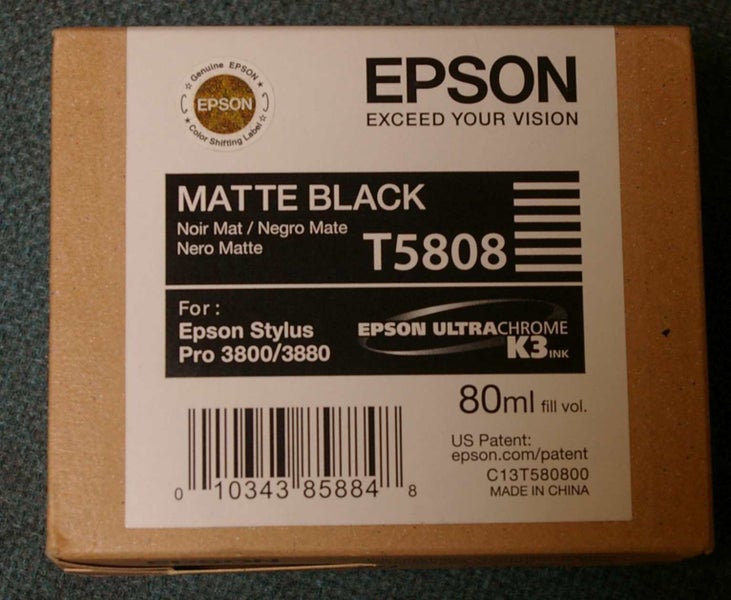 Genuine EPSON
EPSON
Color Shifting Label
EPSON
EXCEED YOUR VISION
MATTE BLACK
Noir Mat / Negro Mate
Nero Matte
T5808
For :
Epson Stylus
Pro 3800/3880
EPSON ULTRACHROME
K3 INK
80ml fill vol.
US Patent:
epson.com/patent
C13T580800
MADE IN CHINA
0 10343 85884 8